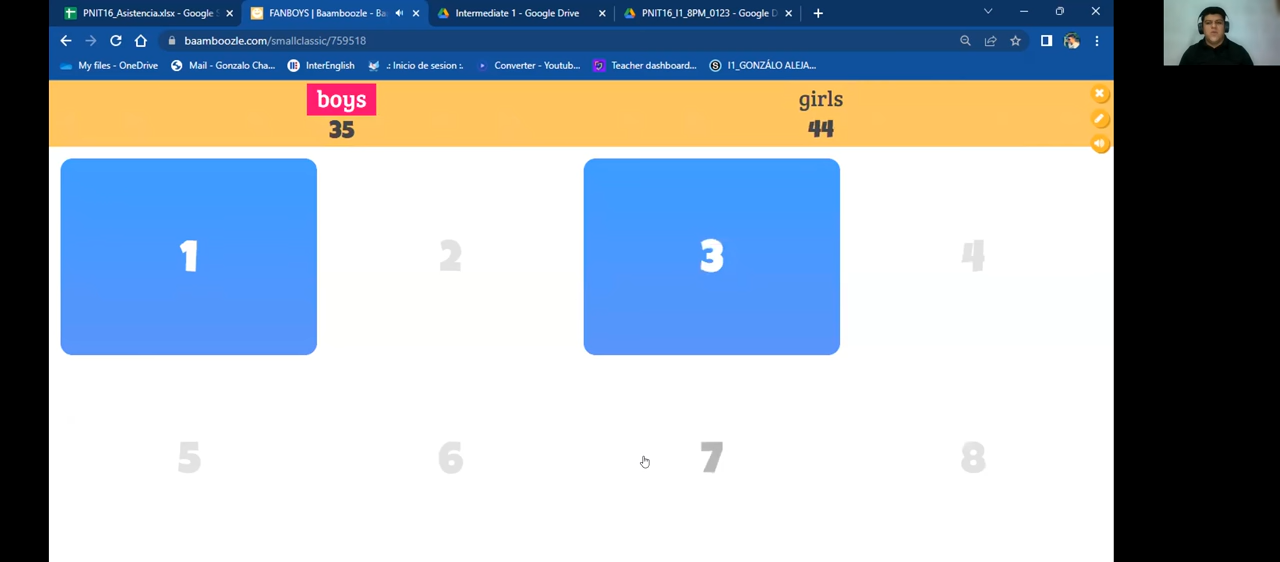 PNIT16_Asistencia.xlsx - Google S
FANBOYS | Baamboozle - Ba
Intermediate 1 - Google Drive
PNIT16_I1_8PM_0123 - Google D
baamboozle.com/smallclassic/759518
My files - OneDrive
Mail - Gonzalo Cha...
InterEnglish
.: Inicio de sesion :.
Converter - Youtub...
Teacher dashboard...
I1_GONZÁLO ALEJA...
boys
girls
35
44
1
2
3
4
5
6
7
8